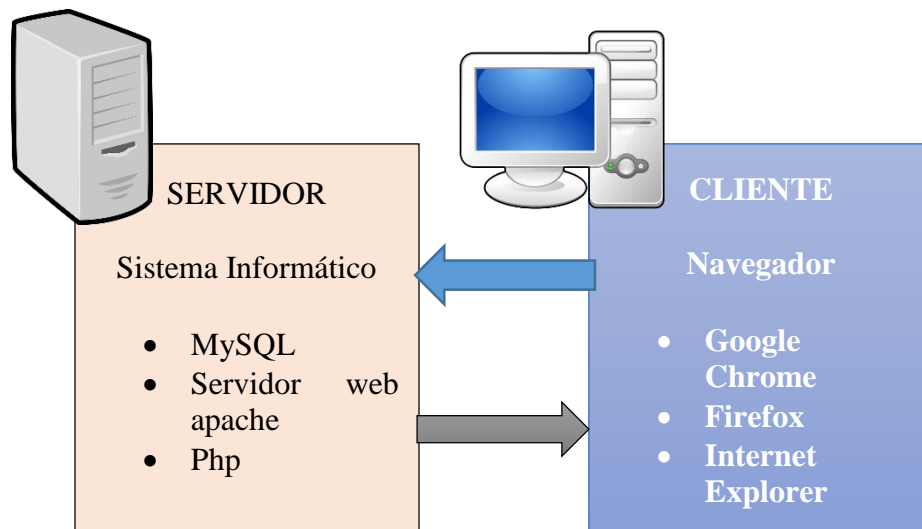 SERVIDOR
Sistema Informático
• MySQL
• Servidor web
apache
• Php
CLIENTE
Navegador
• Google
Chrome
• Firefox
• Internet
Explorer